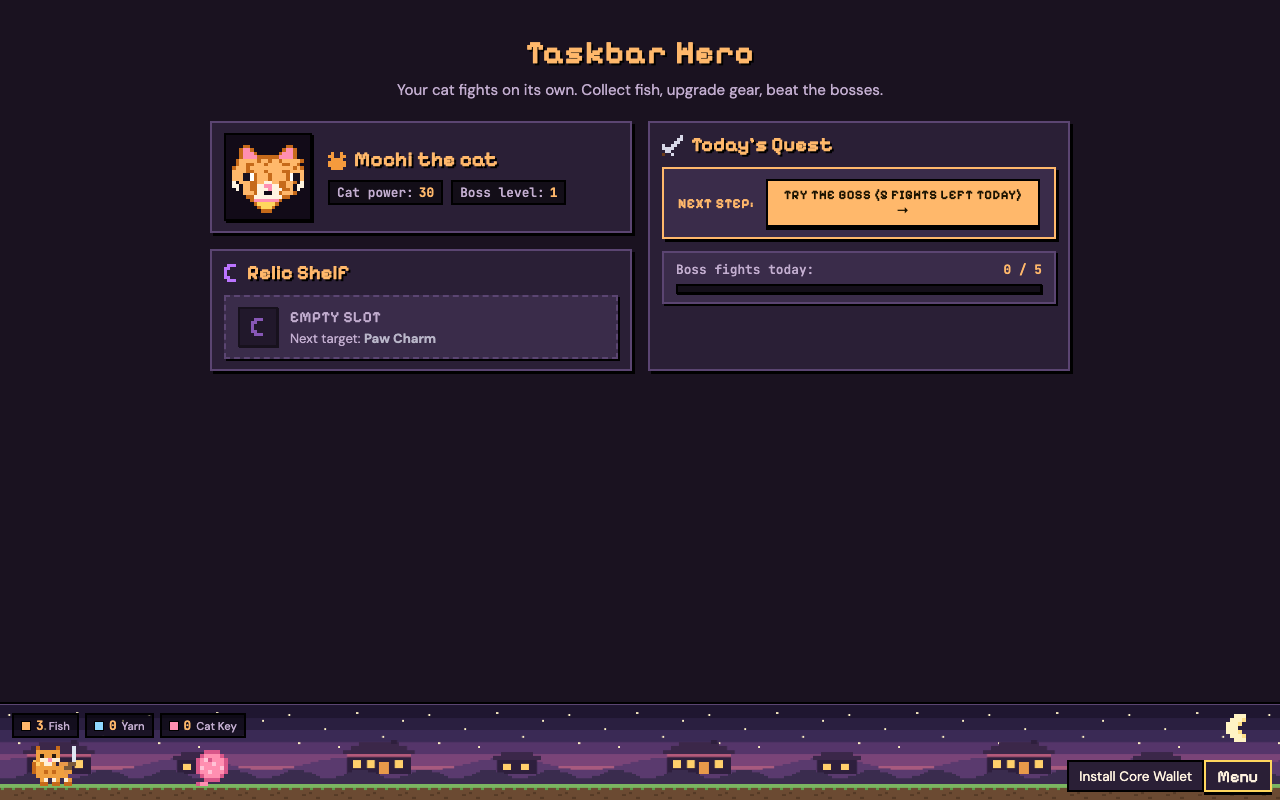 Taskbar Hero
Your cat fights on its own. Collect fish, upgrade gear, beat the bosses.
Mochi the cat
Cat power: 30
Boss level: 1
Relic Shelf
EMPTY SLOT
Next target: Paw Charm
Today's Quest
NEXT STEP:
TRY THE BOSS (5 FIGHTS LEFT TODAY)
→
Boss fights today: 0 / 5
3 Fish
0 Yarn
0 Cat Key
Install Core Wallet
Menu